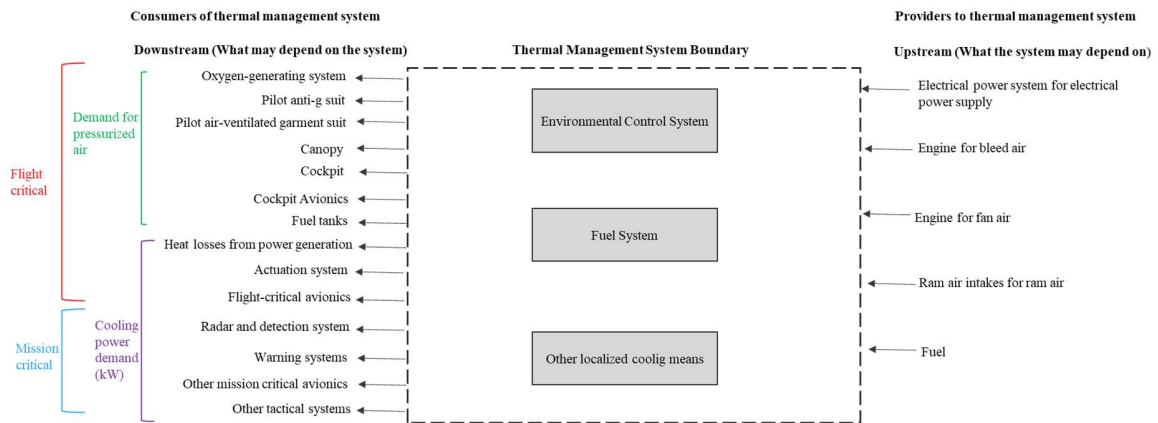 Consumers of thermal management system
Providers to thermal management system
Downstream (What may depend on the system)
Thermal Management System Boundary
Upstream (What the system may depend on)
Flight
critical
Mission
critical
Demand for
pressurized
air
Cooling
power
demand
(kW)
Oxygen-generating system
Pilot anti-g suit
Pilot air-ventilated garment suit
Canopy
Cockpit
Cockpit Avionics
Fuel tanks
Heat losses from power generation
Actuation system
Flight-critical avionics
Radar and detection system
Warning systems
Other mission critical avionics
Other tactical systems
Environmental Control System
Fuel System
Other localized coolig means
Electrical power system for electrical
power supply
Engine for bleed air
Engine for fan air
Ram air intakes for ram air
Fuel